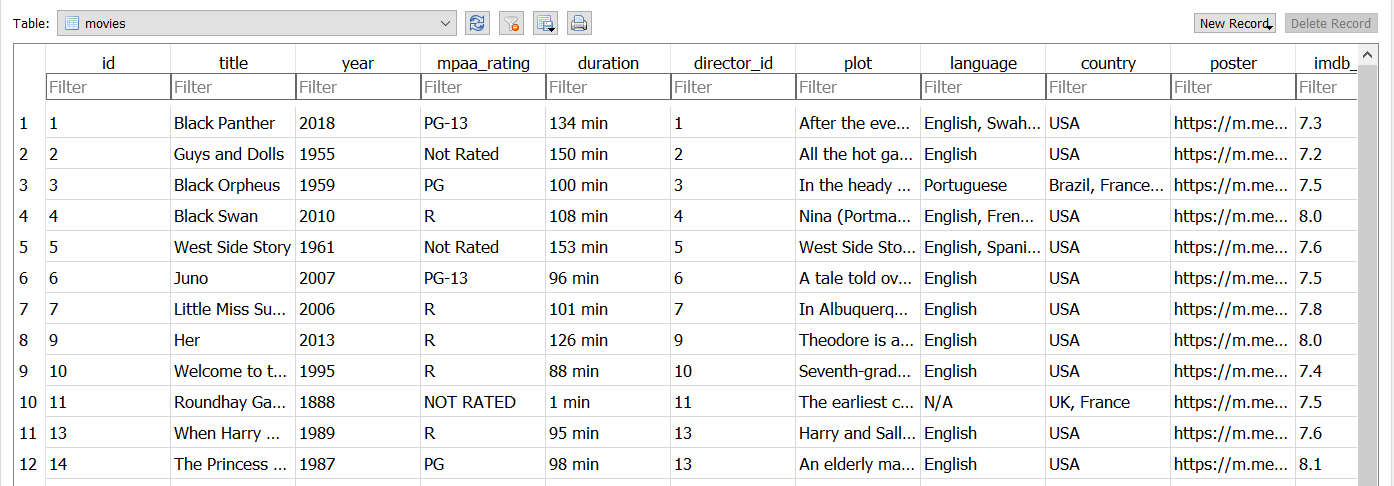 Table: movies New Record Delete Record
id title year mpaa_rating duration director_id plot language country poster imdb_
Filter Filter Filter Filter Filter Filter Filter Filter Filter Filter Filter
1 1 Black Panther 2018 PG-13 134 min 1 After the eve... English, Swah... USA https://m.me... 7.3
2 2 Guys and Dolls 1955 Not Rated 150 min 2 All the hot ga... English USA https://m.me... 7.2
3 3 Black Orpheus 1959 PG 100 min 3 In the heady ... Portuguese Brazil, France... https://m.me... 7.5
4 4 Black Swan 2010 R 108 min 4 Nina (Portma... English, Fren... USA https://m.me... 8.0
5 5 West Side Story 1961 Not Rated 153 min 5 West Side Sto... English, Spani... USA https://m.me... 7.6
6 6 Juno 2007 PG-13 96 min 6 A tale told ov... English USA https://m.me... 7.5
7 7 Little Miss Su... 2006 R 101 min 7 In Albuquerq... English USA https://m.me... 7.8
8 9 Her 2013 R 126 min 9 Theodore is a... English USA https://m.me... 8.0
9 10 Welcome to t... 1995 R 88 min 10 Seventh-grad... English USA https://m.me... 7.4
10 11 Roundhay Ga... 1888 NOT RATED 1 min 11 The earliest c... N/A UK, France https://m.me... 7.5
11 13 When Harry ... 1989 R 95 min 13 Harry and Sall... English USA https://m.me... 7.6
12 14 The Princess ... 1987 PG 98 min 13 An elderly ma... English USA https://m.me... 8.1